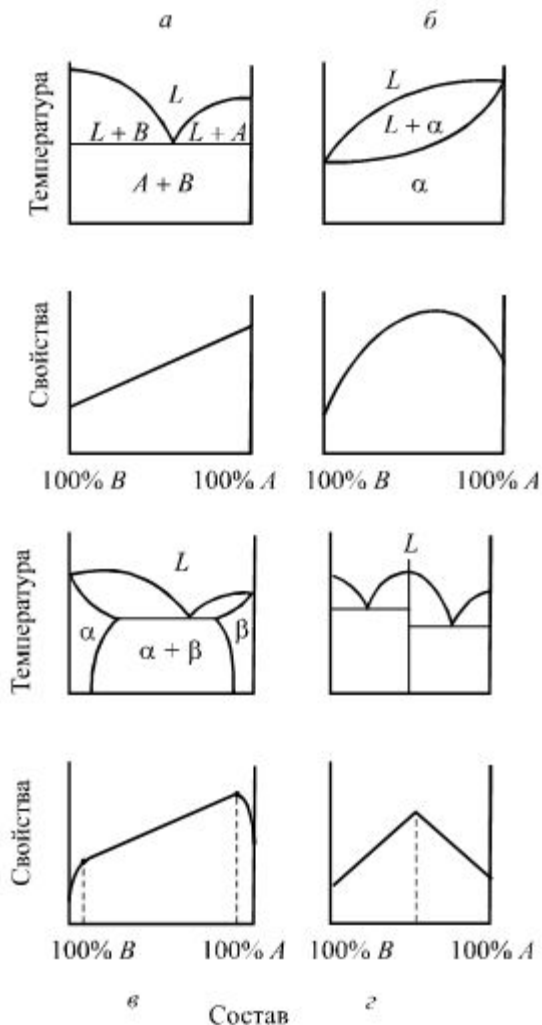 а б
Температура
L
L + B L + A
A + B
L
L + α
α
Свойства
100% B 100% A 100% B 100% A
Температура
L
α
α + β
β
L
Свойства
100% B 100% A 100% B 100% A
в г
Состав